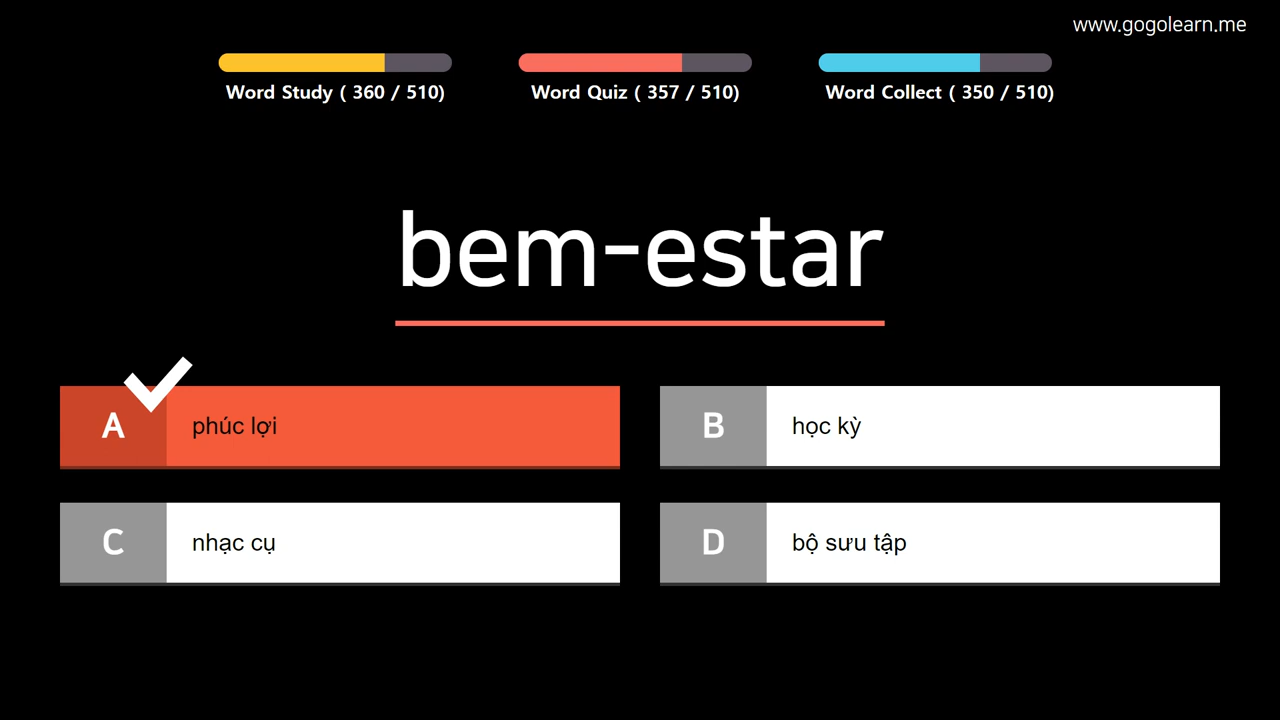 www.gogolearn.me
Word Study ( 360 / 510)
Word Quiz ( 357 / 510)
Word Collect ( 350 / 510)
bem-estar
A phúc lợi
B học kỳ
C nhạc cụ
D bộ sưu tập